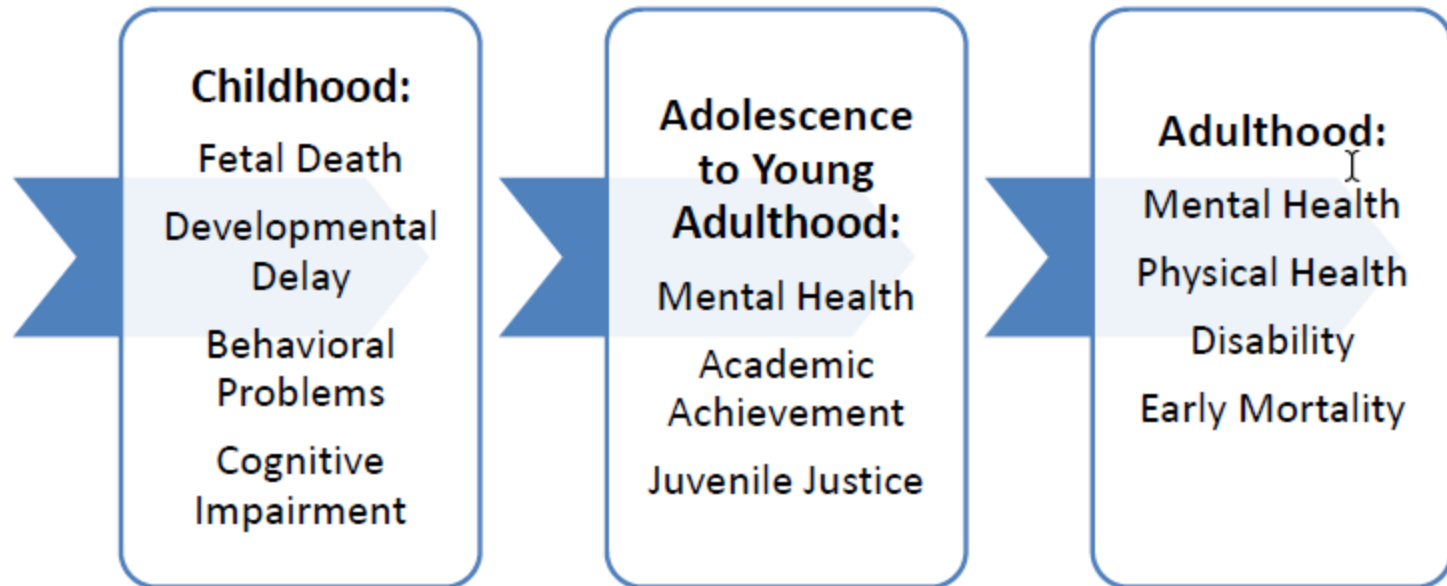 Childhood:
Fetal Death
Developmental
Delay
Behavioral
Problems
Cognitive
Impairment
Adolescence
to Young
Adulthood:
Mental Health
Academic
Achievement
Juvenile Justice
Adulthood:
Mental Health
Physical Health
Disability
Early Mortality